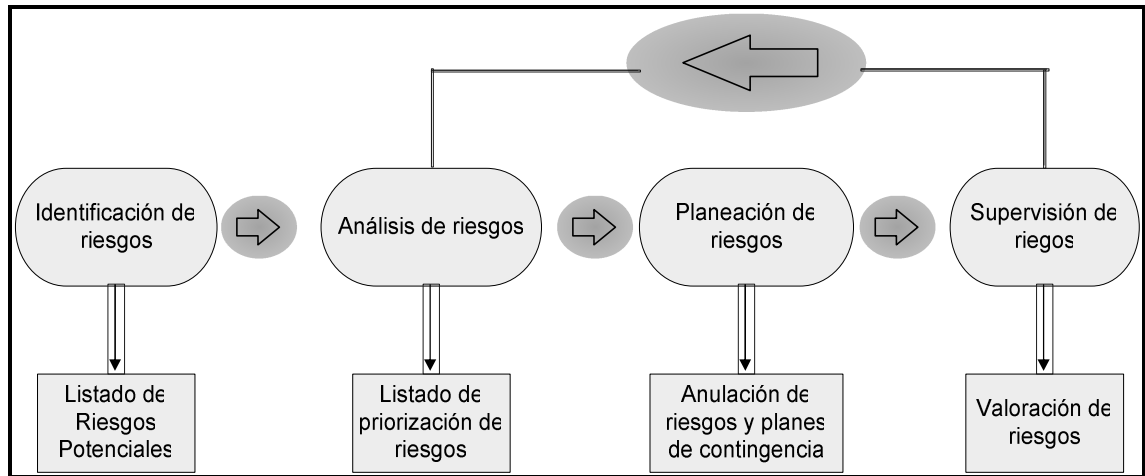 Identificación de
riesgos
Análisis de riesgos
Planeación de
riesgos
Supervisión de
riegos
Listado de
Riesgos
Potenciales
Listado de
priorización de
riesgos
Anulación de
riesgos y planes
de contingencia
Valoración de
riesgos